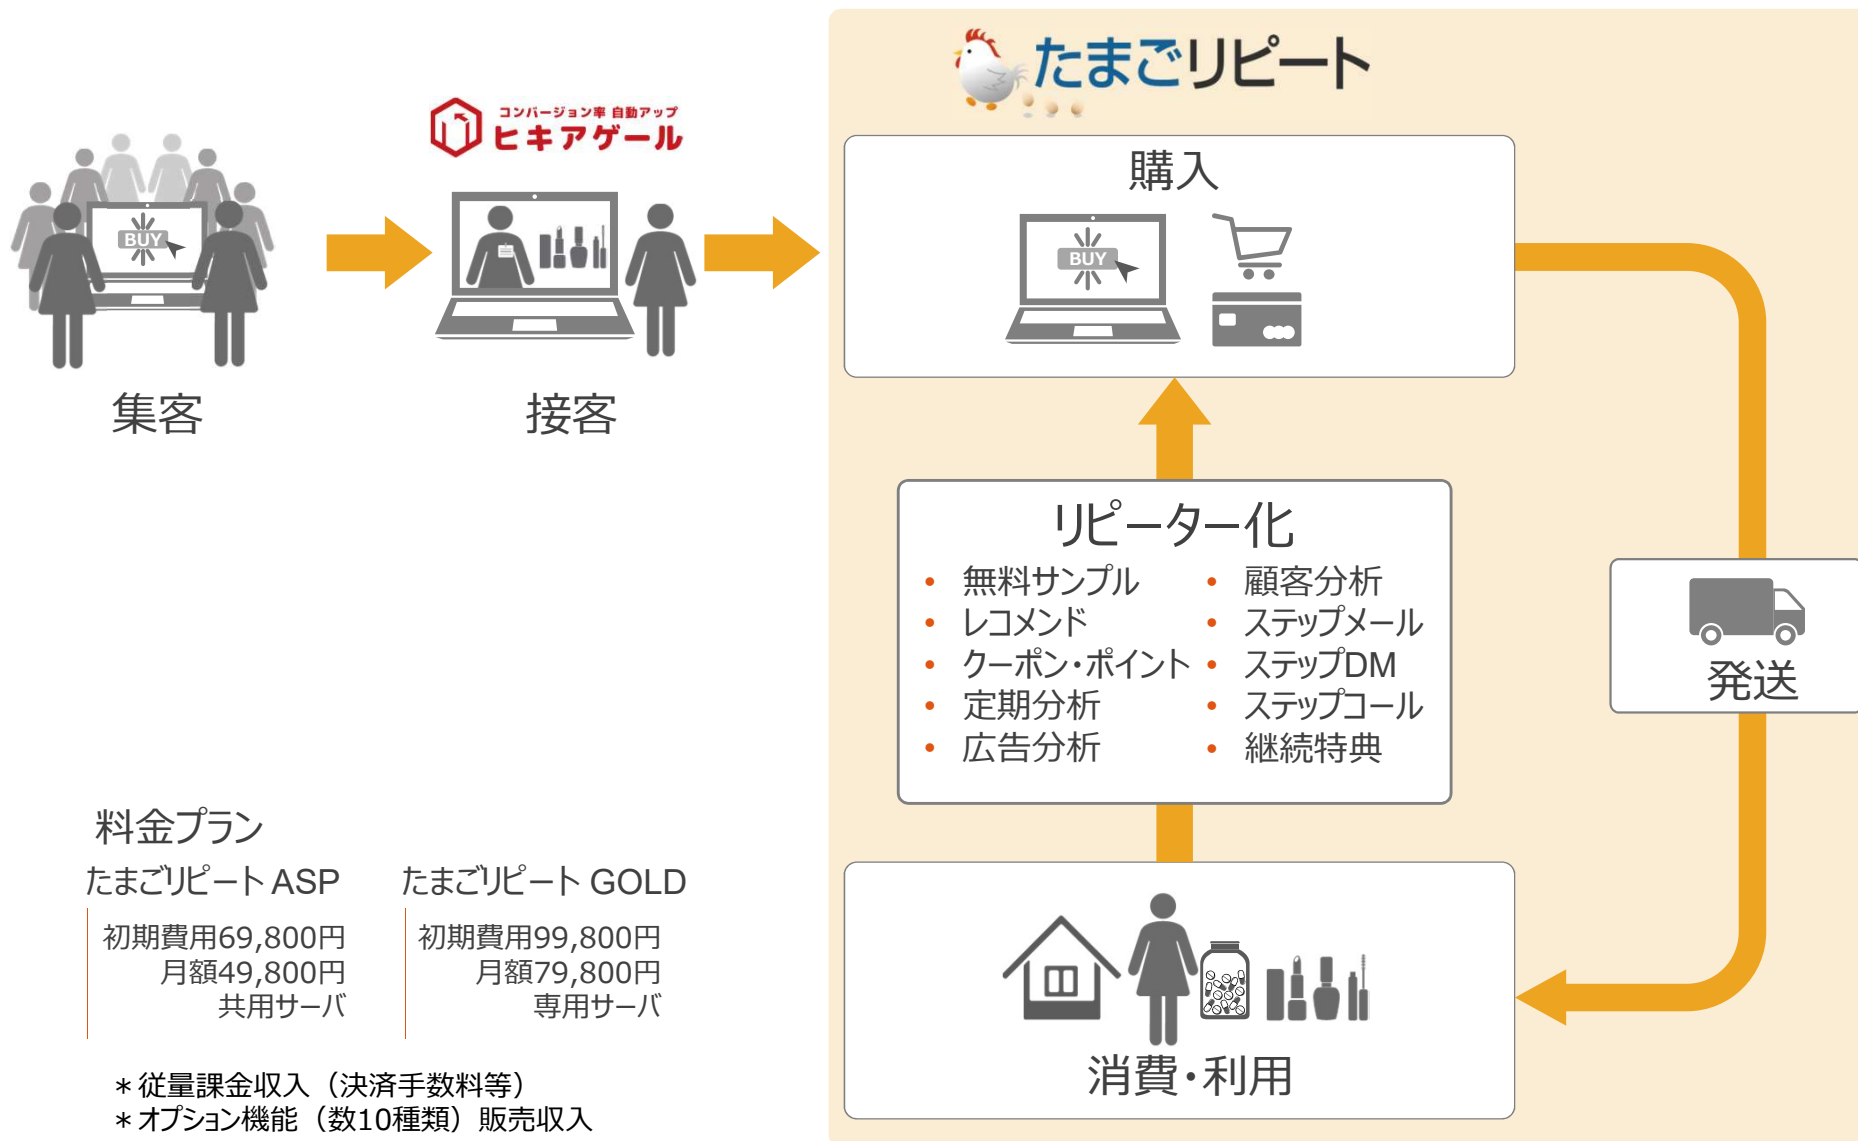 たまごリピート
コンバージョン率 自動アップ
ヒキアゲール
BUY
集客
接客
購入
BUY
リピーター化
• 無料サンプル
• レコメンド
• クーポン・ポイント
• 定期分析
• 広告分析
• 顧客分析
• ステップメール
• ステップDM
• ステップコール
• 継続特典
発送
消費・利用
料金プラン
たまごリピート ASP
初期費用69,800円
月額49,800円
共用サーバ
たまごリピート GOLD
初期費用99,800円
月額79,800円
専用サーバ
＊従量課金収入（決済手数料等）
＊オプション機能（数10種類）販売収入